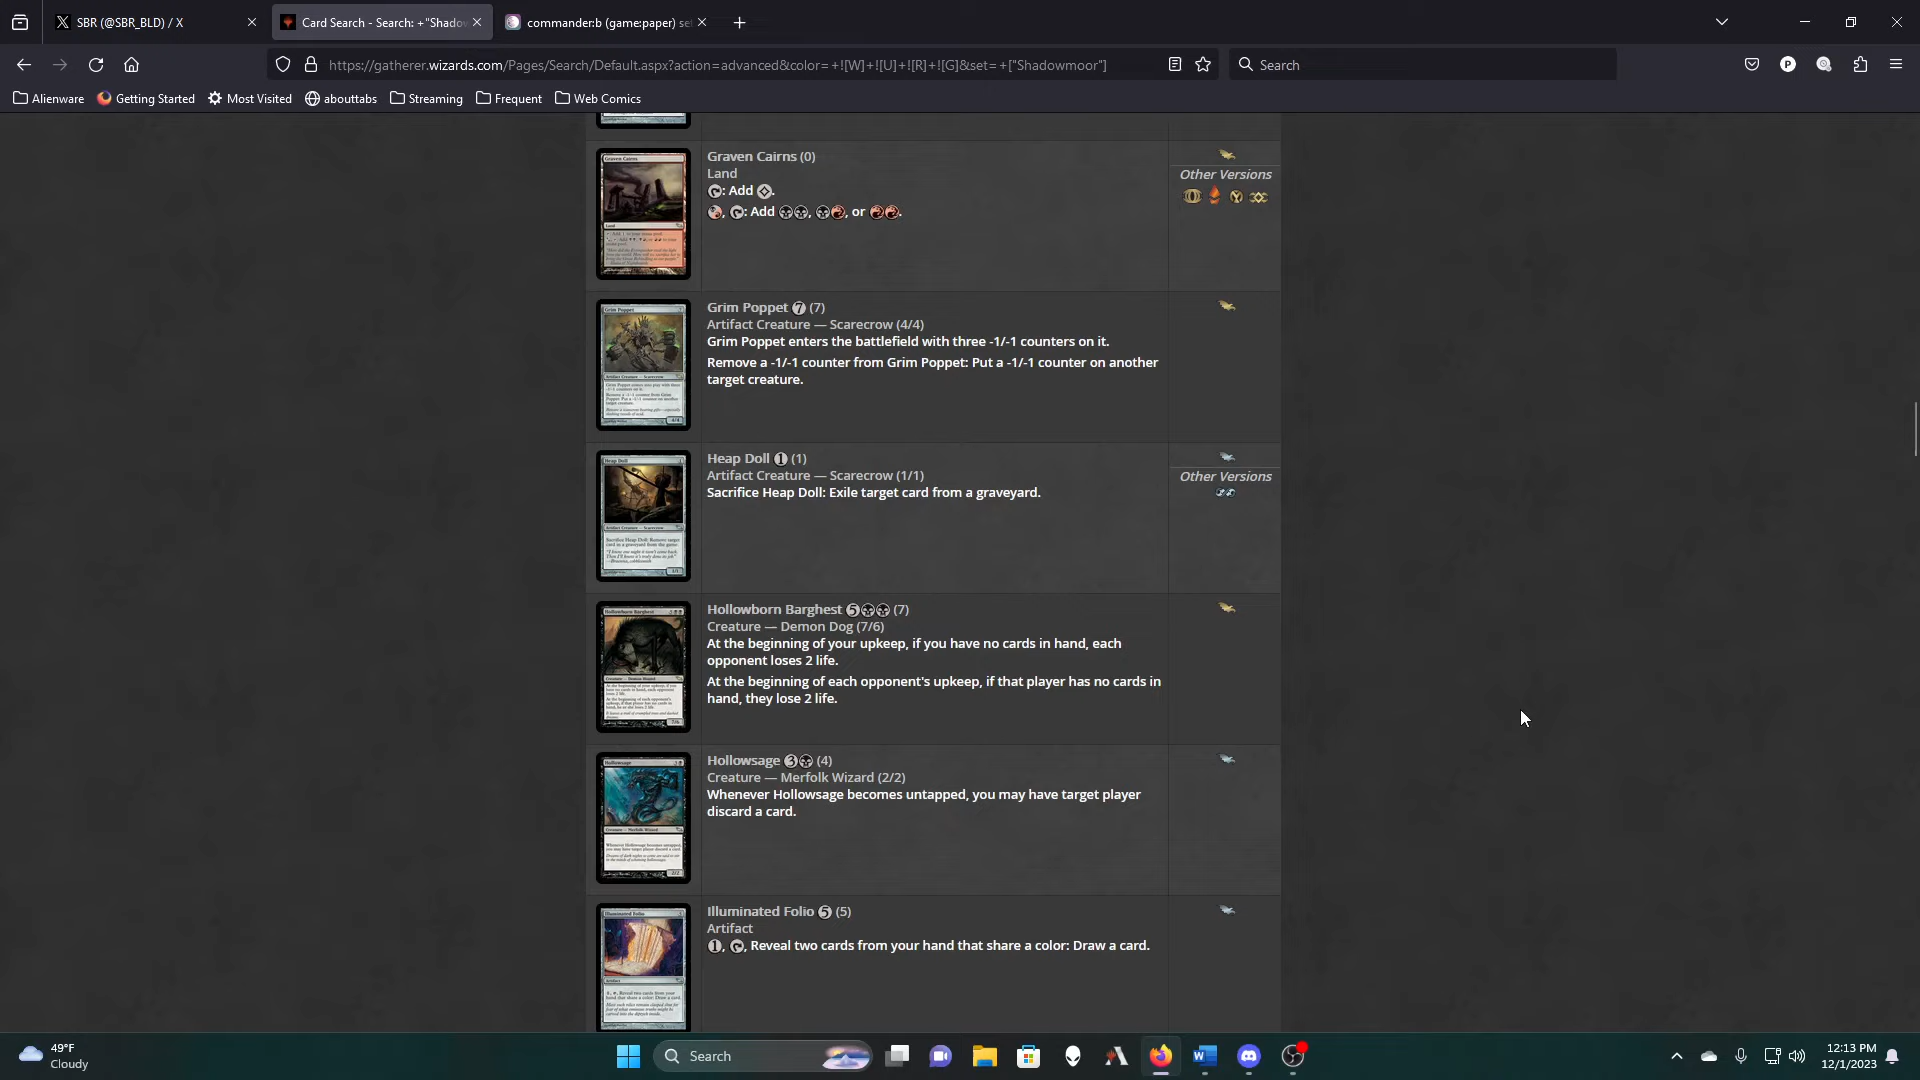 SBR (@SBR_BLD) / X
Card Search - Search: +"Shadow
commander:b (game:paper) se
https://gatherer.wizards.com/Pages/Search/Default.aspx?action=advanced&color=+![W]+![U]+![R]+![G]&set=+["Shadowmoor"]
Search
Alienware
Getting Started
Most Visited
abouttabs
Streaming
Frequent
Web Comics
Graven Cairns (0)
Land
: Add .
, : Add , , or .
Other Versions
Grim Poppet 7 (7)
Artifact Creature — Scarecrow (4/4)
Grim Poppet enters the battlefield with three -1/-1 counters on it.
Remove a -1/-1 counter from Grim Poppet: Put a -1/-1 counter on another
target creature.
Heap Doll 1 (1)
Artifact Creature — Scarecrow (1/1)
Sacrifice Heap Doll: Exile target card from a graveyard.
Other Versions
Hollowborn Barghest 5 (7)
Creature — Demon Dog (7/6)
At the beginning of your upkeep, if you have no cards in hand, each
opponent loses 2 life.
At the beginning of each opponent's upkeep, if that player has no cards in
hand, they lose 2 life.
Hollowsage 3 (4)
Creature — Merfolk Wizard (2/2)
Whenever Hollowsage becomes untapped, you may have target player
discard a card.
Illuminated Folio 5 (5)
Artifact
1, , Reveal two cards from your hand that share a color: Draw a card.
49°F
Cloudy
Search
12:13 PM
12/1/2023